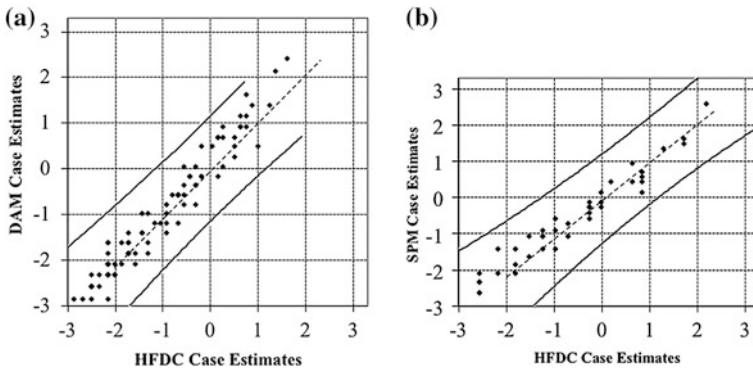 (a)
3
2
1
0
-1
-2
-3
DAM Case Estimates
-3 -2 -1 0 1 2 3
HFDC Case Estimates
(b)
3
2
1
0
-1
-2
-3
SPM Case Estimates
-3 -2 -1 0 1 2 3
HFDC Case Estimates